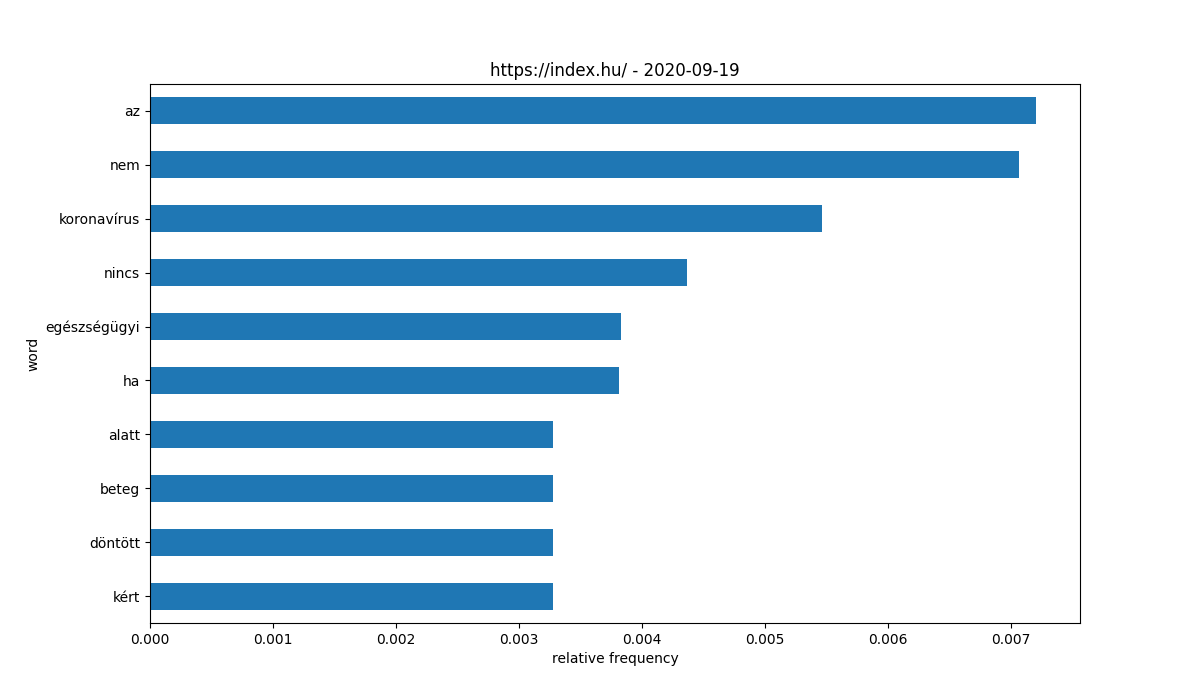 https://index.hu/ - 2020-09-19
word
az
nem
koronavírus
nincs
egészségügyi
ha
alatt
beteg
döntött
kért
0.000 0.001 0.002 0.003 0.004 0.005 0.006 0.007
relative frequency